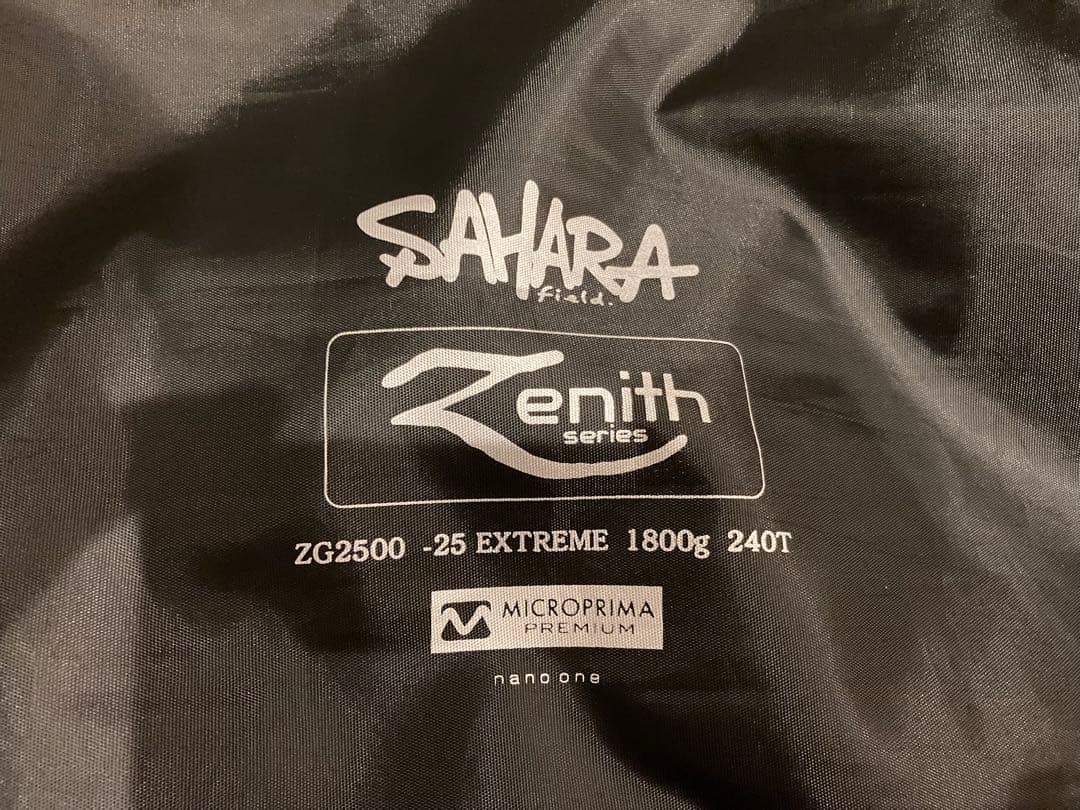 SAHARA
field.
Zenith
series
ZG2500 -25 EXTREME 1800g 240T
MICROPRIMA
PREMIUM
nano one